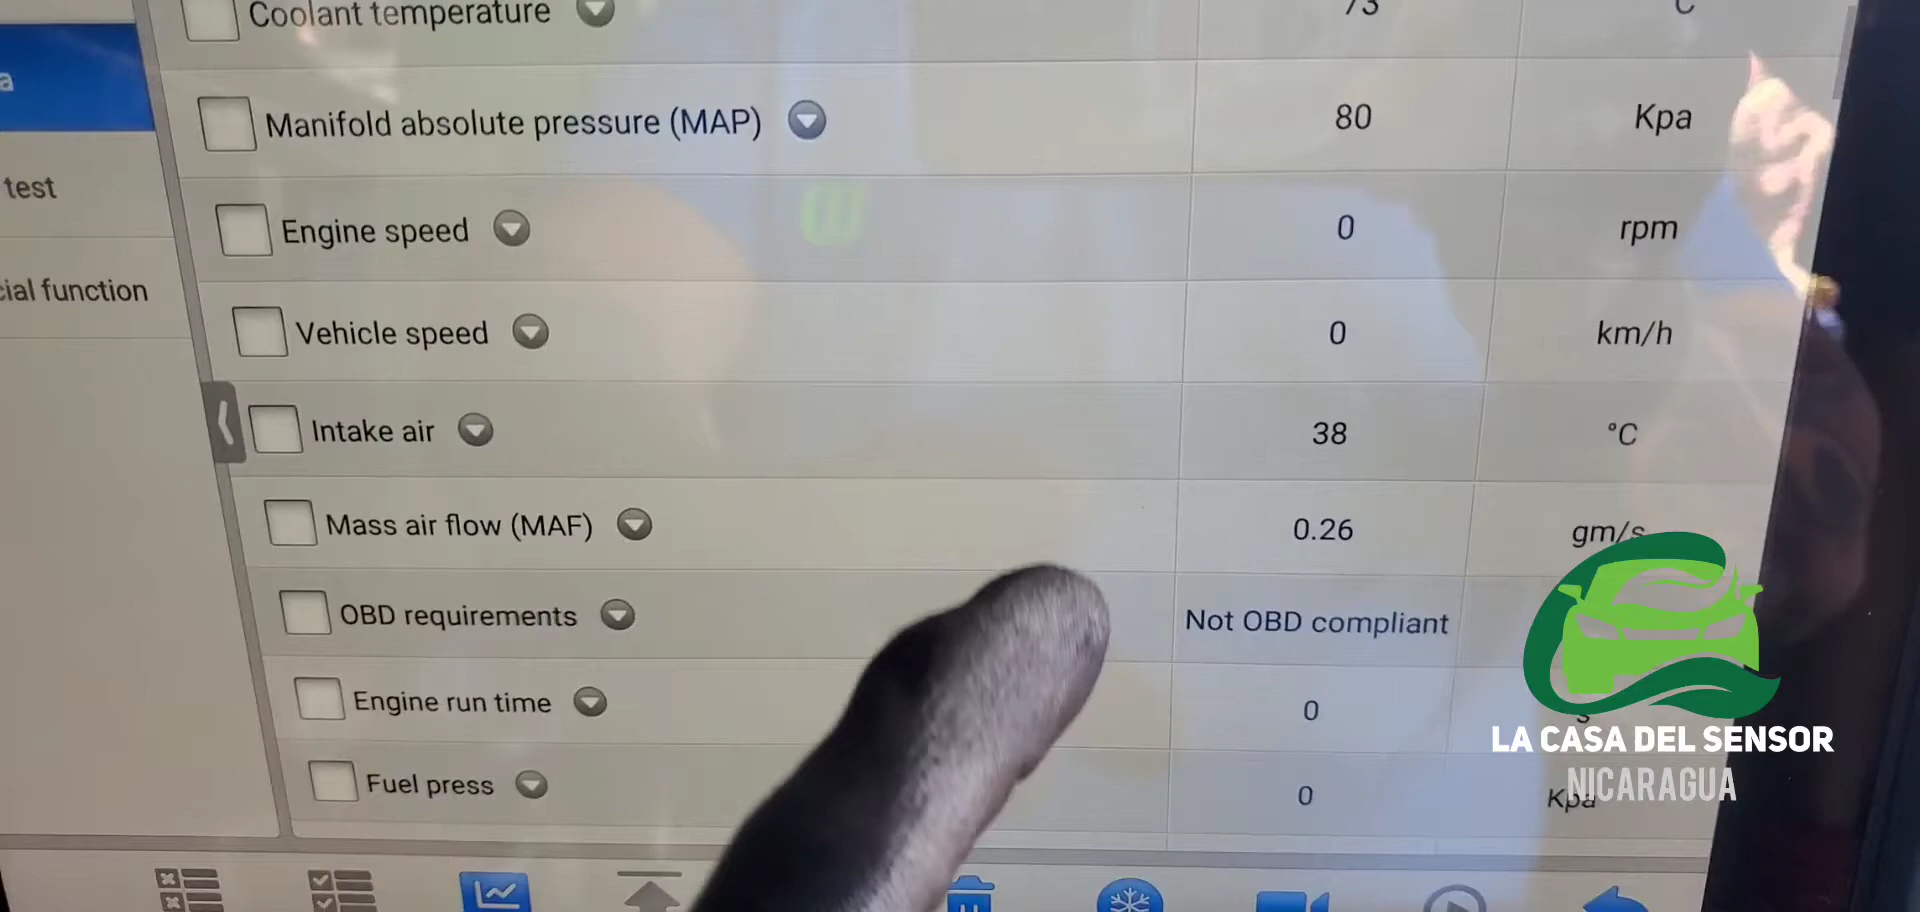 Coolant temperature 73 °C
a
Manifold absolute pressure (MAP) 80 Kpa
test
Engine speed 0 rpm
cial function
Vehicle speed 0 km/h
Intake air 38 °C
Mass air flow (MAF) 0.26 gm/s
OBD requirements Not OBD compliant
Engine run time 0 s
Fuel press 0 Kpa
LA CASA DEL SENSOR
NICARAGUA